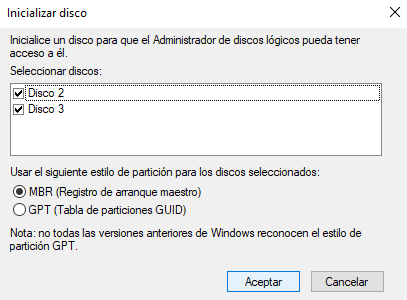 Inicializar disco
Inicialice un disco para que el Administrador de discos lógicos pueda tener
acceso a él.
Seleccionar discos:
Disco 2
Disco 3
Usar el siguiente estilo de partición para los discos seleccionados:
MBR (Registro de arranque maestro)
GPT (Tabla de particiones GUID)
Nota: no todas las versiones anteriores de Windows reconocen el estilo de
partición GPT.
Aceptar
Cancelar